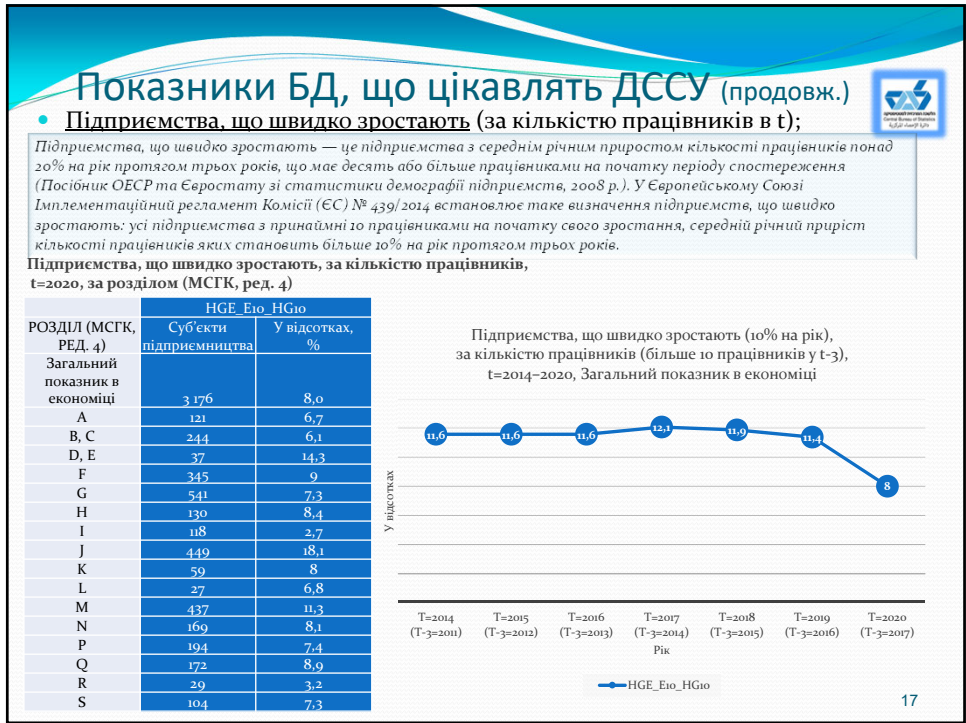 Показники БД, що цікавлять ДССУ (продовж.)
• Підприємства, що швидко зростають (за кількістю працівників в t);
Підприємства, що швидко зростають — це підприємства з середнім річним приростом кількості працівників понад
20% на рік протягом трьох років, що має десять або більше працівниками на початку періоду спостереження
(Посібник ОЕСР та Євростату зі статистики демографії підприємств, 2008 р.). У Європейському Союзі
Імплементаційний регламент Комісії (ЄС) № 439/2014 встановлює таке визначення підприємств, що швидко
зростають: усі підприємства з принаймні 10 працівниками на початку свого зростання, середній річний приріст
кількості працівників яких становить більше 10% на рік протягом трьох років.
Підприємства, що швидко зростають, за кількістю працівників,
t=2020, за розділом (МСГК, ред. 4)
HGE_E10_HG10
РОЗДІЛ (МСГК, РЕД. 4) Суб'єкти підприємництва У відсотках, %
Загальний показник в економіці 3 176 8,0
A 121 6,7
B, C 244 6,1
D, E 37 14,3
F 345 9
G 541 7,3
H 130 8,4
I 118 2,7
J 449 18,1
K 59 8
L 27 6,8
M 437 11,3
N 169 8,1
P 194 7,4
Q 172 8,9
R 29 3,2
S 104 7,3
Підприємства, що швидко зростають (10% на рік),
за кількістю працівників (більше 10 працівників у t-3),
t=2014–2020, Загальний показник в економіці
У відсотках
11,6 11,6 11,6 12,1 11,9 11,4 8
T=2014 T=2015 T=2016 T=2017 T=2018 T=2019 T=2020
(T-3=2011) (T-3=2012) (T-3=2013) (T-3=2014) (T-3=2015) (T-3=2016) (T-3=2017)
Рік
HGE_E10_HG10
17